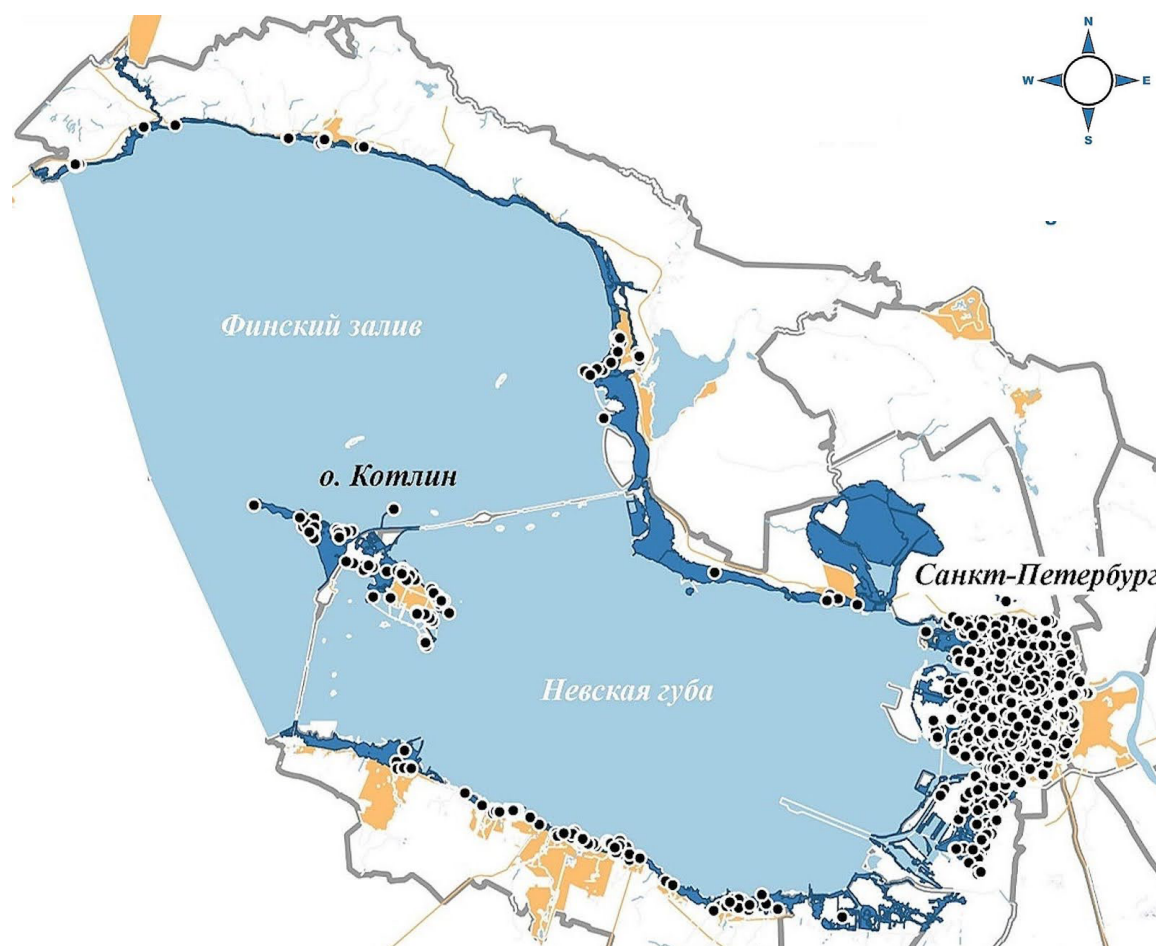 N
W E
S
Финский залив
о. Котлин
Санкт-Петербург
Невская губа